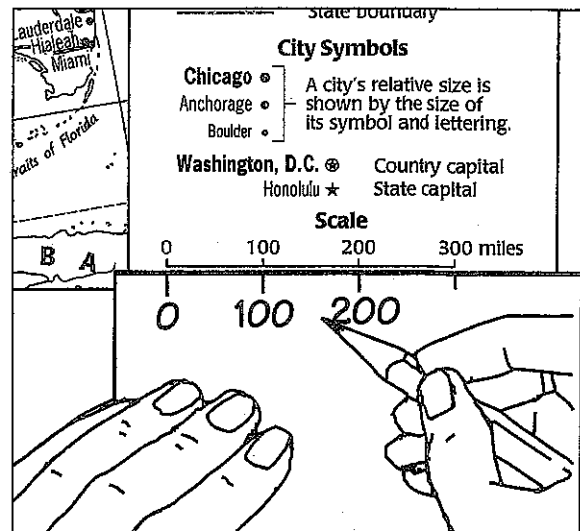 State boundary
auderdale
Hialeah
Miami
raits of Florida
B A
City Symbols
Chicago
Anchorage
Boulder
A city's relative size is
shown by the size of
its symbol and lettering.
Washington, D.C. Country capital
Honolulu State capital
Scale
0 100 200 300 miles
0 100 200